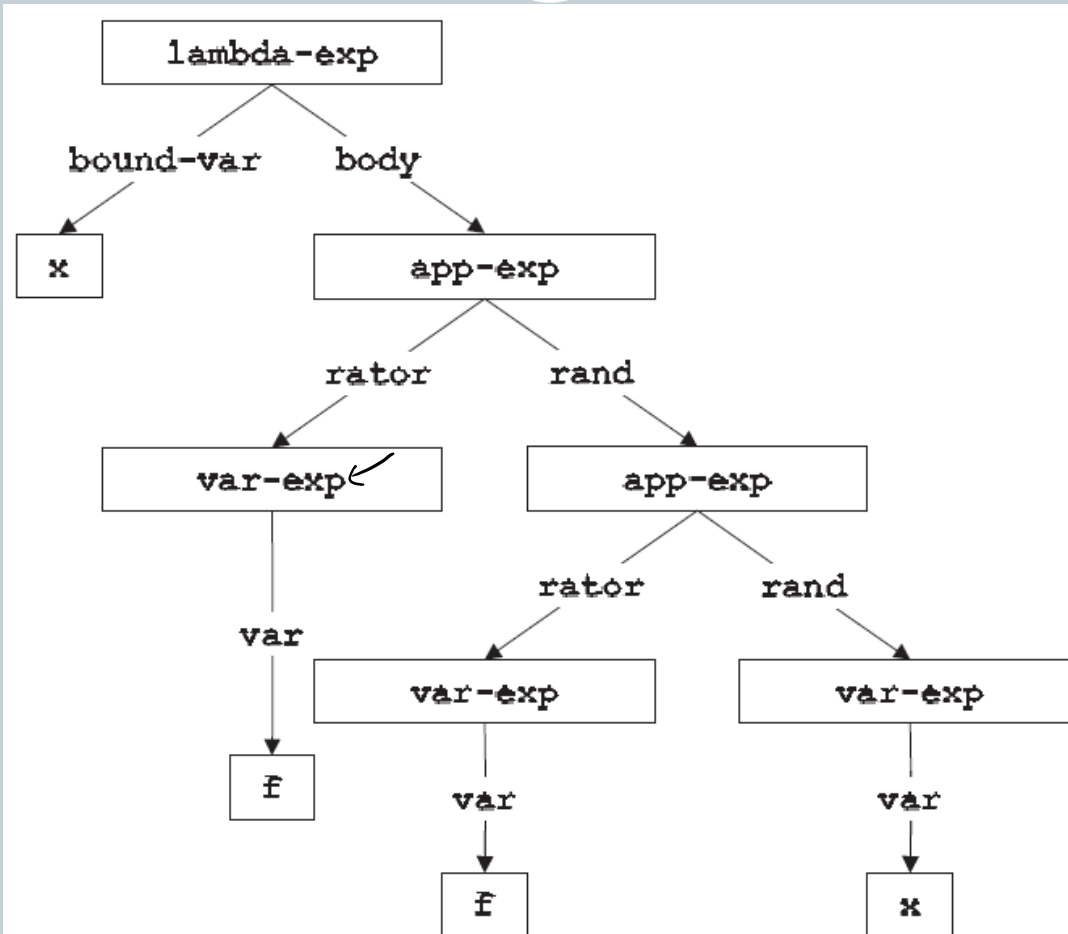 lambda-exp
bound-var body
x app-exp
rator rand
var-exp app-exp
rator rand
var
var-exp var-exp
f
var var
f x